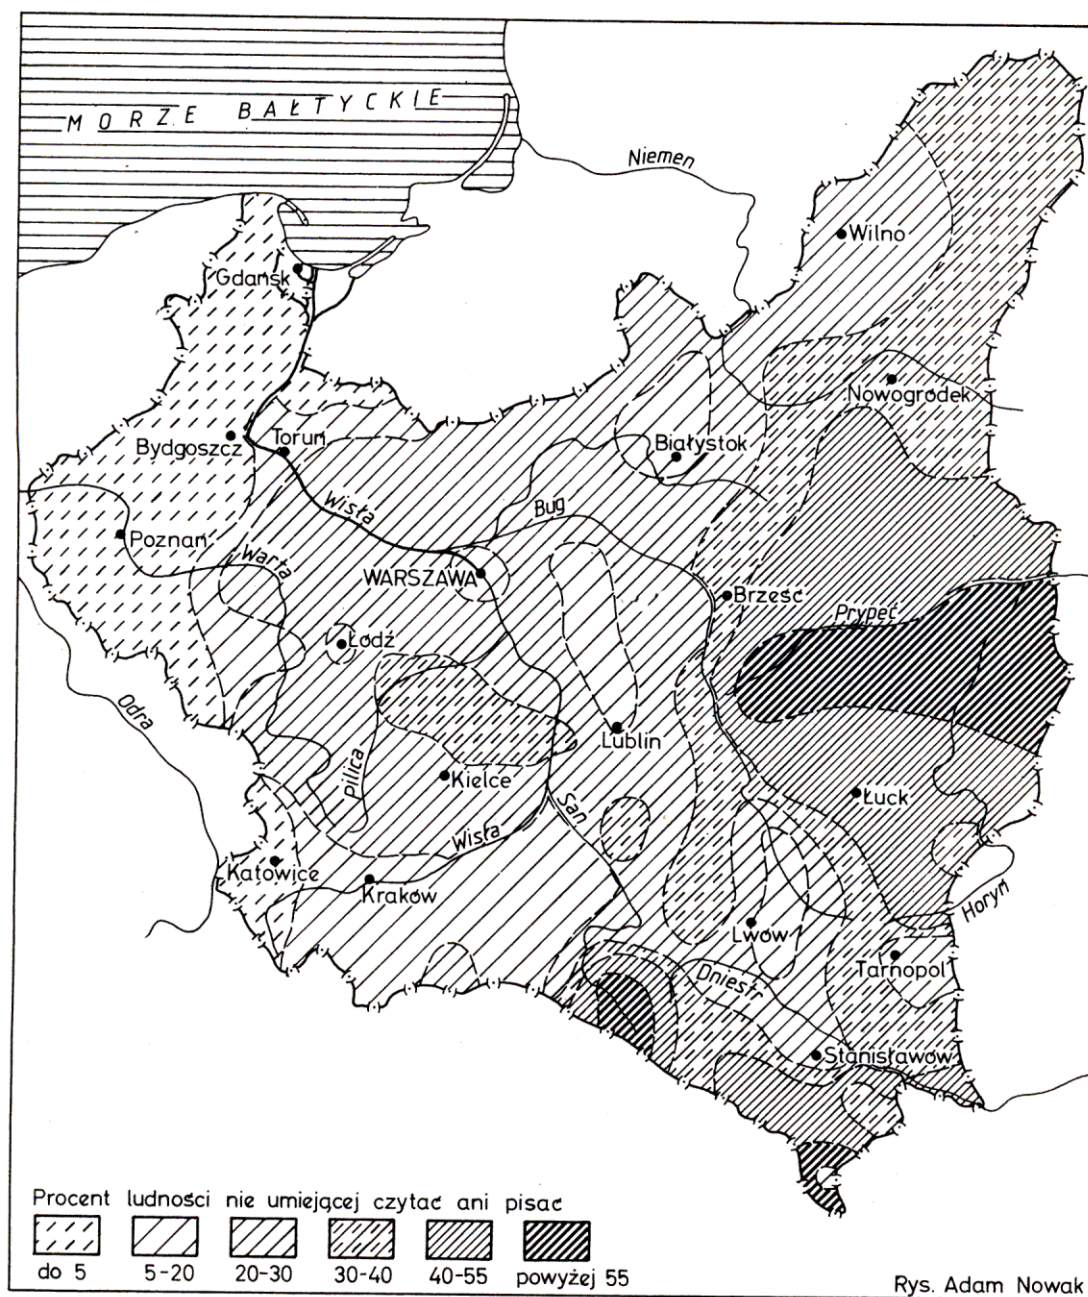 MORZE BAŁTYCKIE
Niemen
Wilno
Gdańsk
Nowogródek
Bydgoszcz
Toruń
Białystok
Wisła
Bug
Poznań
Warta
WARSZAWA
Brześć
Prypeć
Łódź
Odra
Lublin
Pilica
Kielce
Łuck
San
Wisła
Katowice
Kraków
Horyń
Lwów
Tarnopol
Dniestr
Stanisławów
Procent ludności nie umiejącej czytać ani pisać
do 5 5-20 20-30 30-40 40-55 powyżej 55
Rys. Adam Nowak